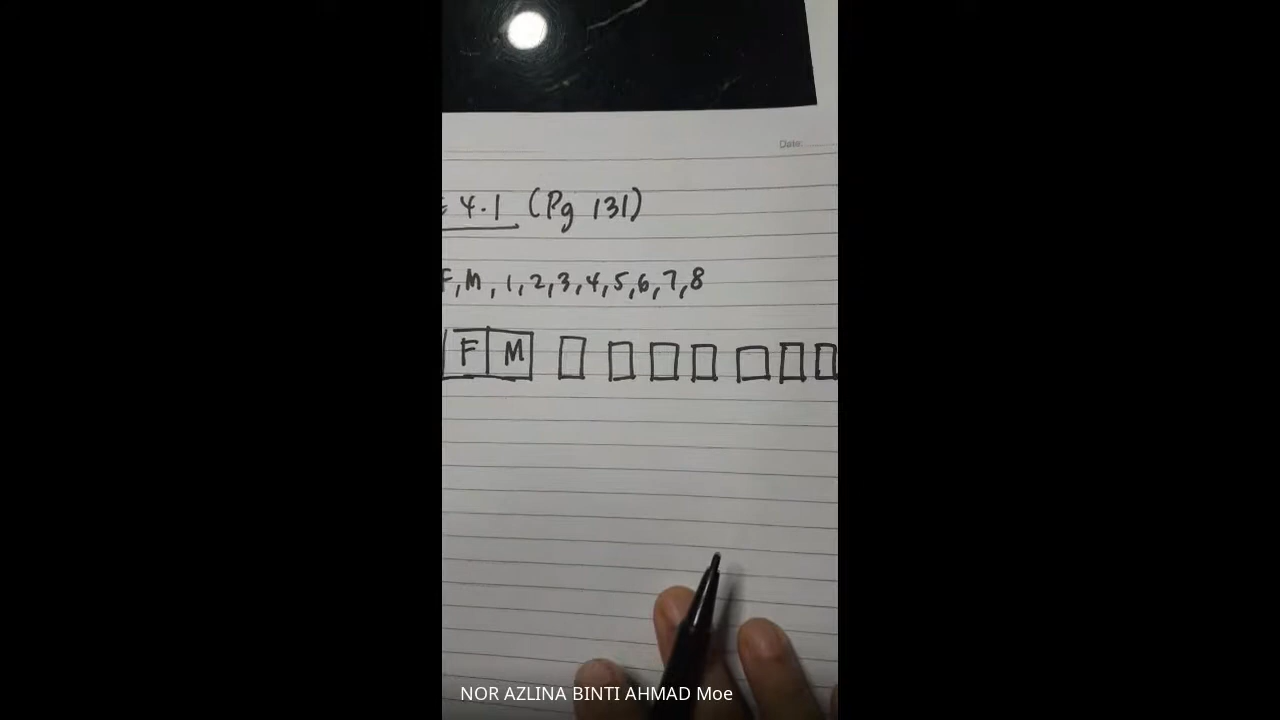 Date:
4.1 (Pg 131)
F, M, 1, 2, 3, 4, 5, 6, 7, 8
F M
NOR AZLINA BINTI AHMAD Moe